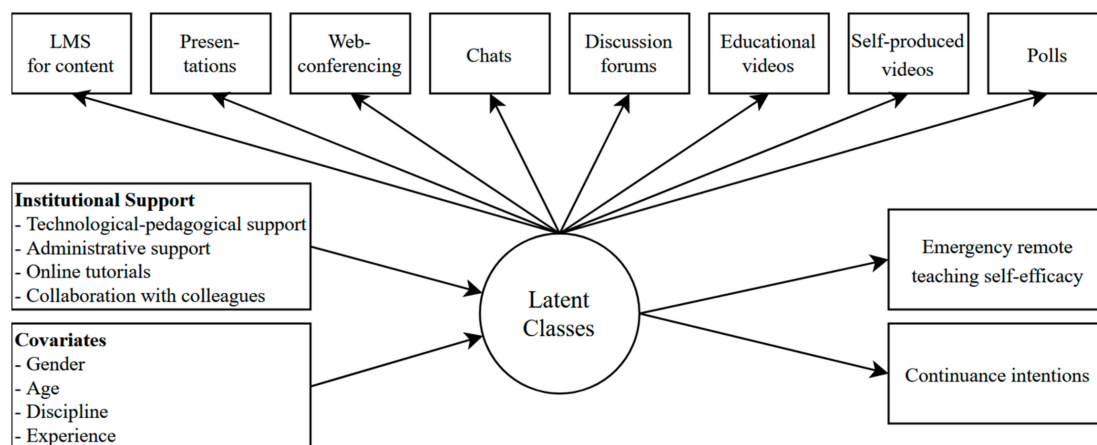 LMS
for content
Presen-
tations
Web-
conferencing
Chats
Discussion
forums
Educational
videos
Self-produced
videos
Polls
Institutional Support
- Technological-pedagogical support
- Administrative support
- Online tutorials
- Collaboration with colleagues
Covariates
- Gender
- Age
- Discipline
- Experience
Latent
Classes
Emergency remote
teaching self-efficacy
Continuance intentions